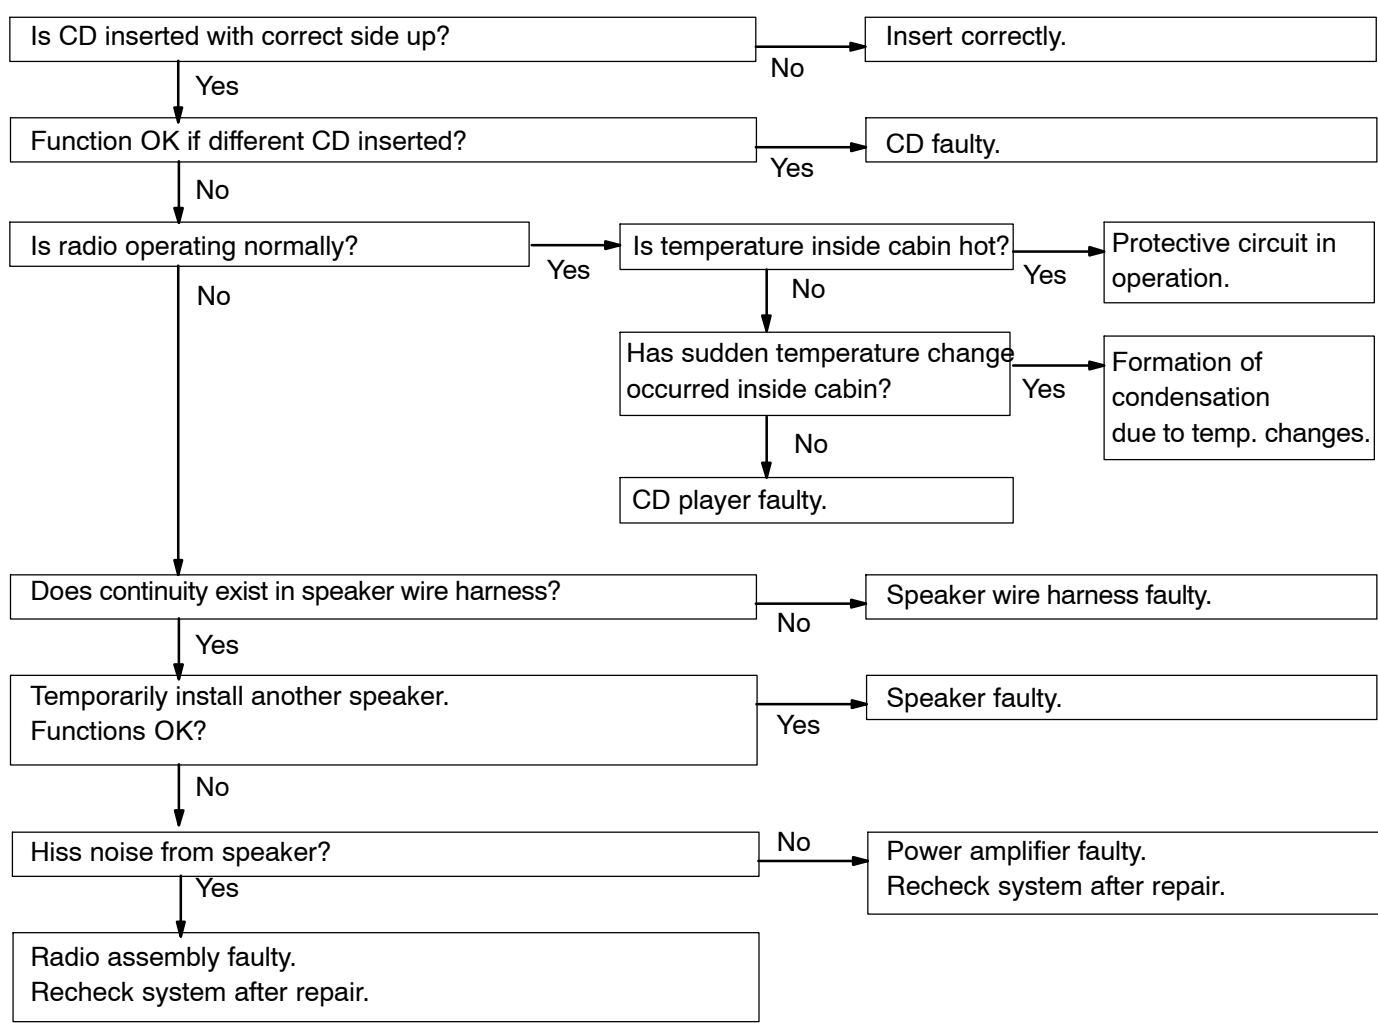 Is CD inserted with correct side up?
No
Insert correctly.
Yes
Function OK if different CD inserted?
Yes
CD faulty.
No
Is radio operating normally?
Yes
Is temperature inside cabin hot?
Yes
Protective circuit in
operation.
No
No
Has sudden temperature change
occurred inside cabin?
Yes
Formation of
condensation
due to temp. changes.
No
CD player faulty.
Does continuity exist in speaker wire harness?
No
Speaker wire harness faulty.
Yes
Temporarily install another speaker.
Functions OK?
Yes
Speaker faulty.
No
Hiss noise from speaker?
No
Power amplifier faulty.
Recheck system after repair.
Yes
Radio assembly faulty.
Recheck system after repair.